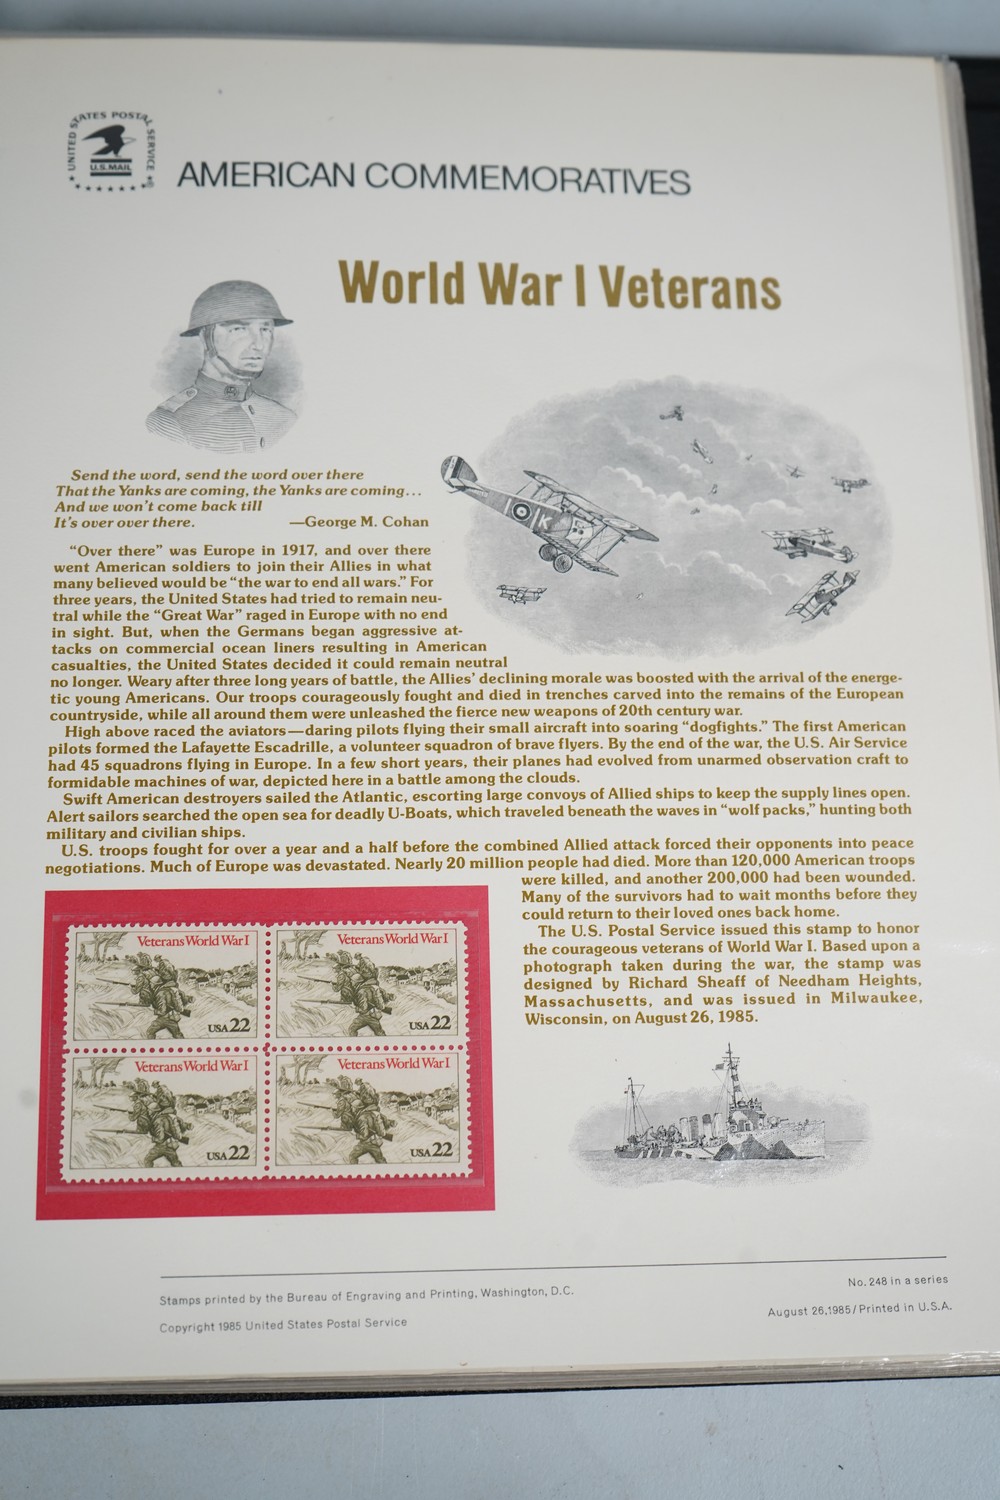 UNITED STATES POSTAL SERVICE
U.S. MAIL
AMERICAN COMMEMORATIVES
World War I Veterans
Send the word, send the word over there
That the Yanks are coming, the Yanks are coming...
And we won't come back till
It's over over there. —George M. Cohan
"Over there" was Europe in 1917, and over there
went American soldiers to join their Allies in what
many believed would be "the war to end all wars." For
three years, the United States had tried to remain neu-
tral while the "Great War" raged in Europe with no end
in sight. But, when the Germans began aggressive at-
tacks on commercial ocean liners resulting in American
casualties, the United States decided it could remain neutral
no longer. Weary after three long years of battle, the Allies' declining morale was boosted with the arrival of the energe-
tic young Americans. Our troops courageously fought and died in trenches carved into the remains of the European
countryside, while all around them were unleashed the fierce new weapons of 20th century war.
High above raced the aviators—daring pilots flying their small aircraft into soaring "dogfights." The first American
pilots formed the Lafayette Escadrille, a volunteer squadron of brave flyers. By the end of the war, the U.S. Air Service
had 45 squadrons flying in Europe. In a few short years, their planes had evolved from unarmed observation craft to
formidable machines of war, depicted here in a battle among the clouds.
Swift American destroyers sailed the Atlantic, escorting large convoys of Allied ships to keep the supply lines open.
Alert sailors searched the open sea for deadly U-Boats, which traveled beneath the waves in "wolf packs," hunting both
military and civilian ships.
U.S. troops fought for over a year and a half before the combined Allied attack forced their opponents into peace
negotiations. Much of Europe was devastated. Nearly 20 million people had died. More than 120,000 American troops
were killed, and another 200,000 had been wounded.
Many of the survivors had to wait months before they
could return to their loved ones back home.
The U.S. Postal Service issued this stamp to honor
the courageous veterans of World War I. Based upon a
photograph taken during the war, the stamp was
designed by Richard Sheaff of Needham Heights,
Massachusetts, and was issued in Milwaukee,
Wisconsin, on August 26, 1985.
Veterans World War I
USA 22
Veterans World War I
USA 22
Veterans World War I
USA 22
Veterans World War I
USA 22
Stamps printed by the Bureau of Engraving and Printing, Washington, D.C.
Copyright 1985 United States Postal Service
No. 248 in a series
August 26, 1985/Printed in U.S.A.